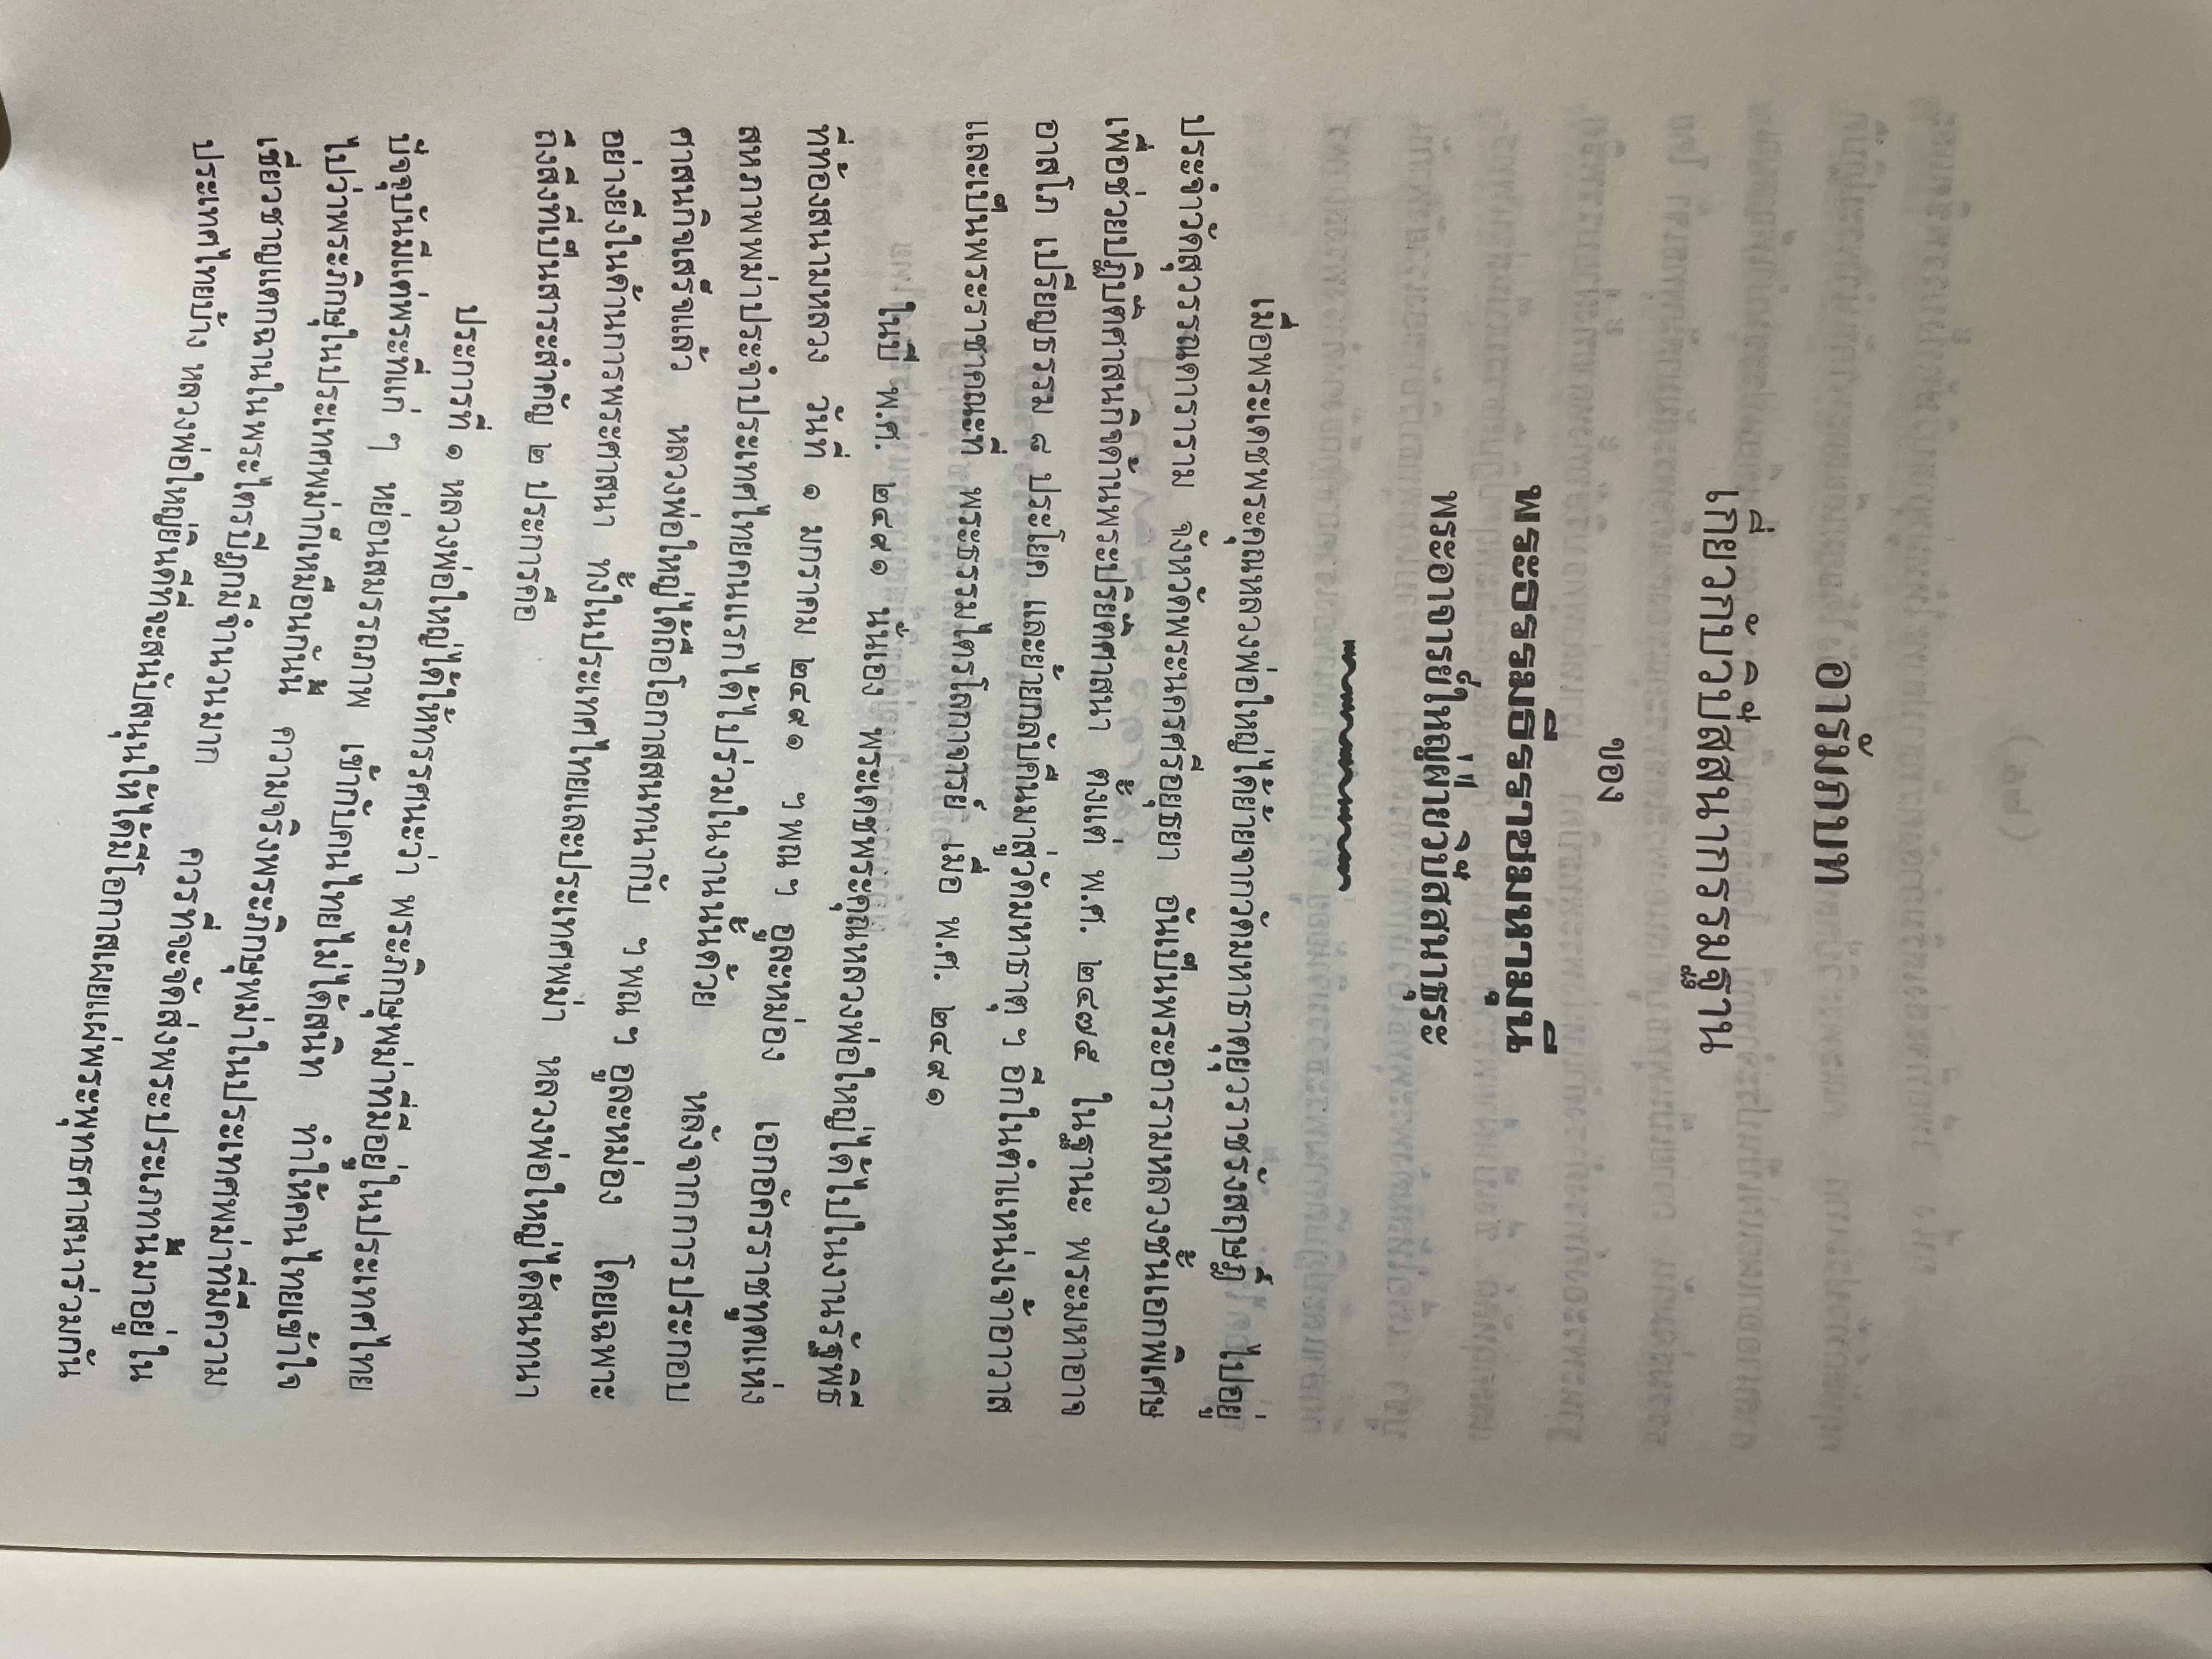 อารัมภบท
เกี่ยวกับวิปัสสนากรรมฐาน
ของ
พระธรรมธีรราชมหามุนี
พระอาจารย์ใหญ่ฝ่ายวิปัสสนาธุระ
เมื่อพระเดชพระคุณหลวงพ่อใหญ่ได้ย้ายจากวัดมหาธาตุยุวราชรังสฤษฎิ์ ไปอยู่
ประจำวัดสุวรรณดาราราม จังหวัดพระนครศรีอยุธยา อันเป็นพระอารามหลวงชั้นเอกพิเศษ
เพื่อช่วยปฏิบัติศาสนกิจด้านพระปริยัติศาสนา ตั้งแต่ พ.ศ. ๒๔๗๕ ในฐานะ พระมหาอาจ
อาสโภ เปรียญธรรม ๘ ประโยค และย้ายกลับคืนมาสู่วัดมหาธาตุ ฯ อีกในตำแหน่งเจ้าอาวาส
และเป็นพระราชาคณะที่ พระธรรมไตรโลกาจารย์ เมื่อ พ.ศ. ๒๔๙๑
ในปี พ.ศ. ๒๔๙๑ นั่นเอง พระเดชพระคุณหลวงพ่อใหญ่ได้ไปในงานรัฐพิธี
ที่ท้องสนามหลวง วันที่ ๑ มกราคม ๒๔๙๑ ฯพณฯ อูละหม่อง เอกอัครราชทูตแห่ง
สหภาพพม่าประจำประเทศไทยคนแรกได้ไปร่วมในงานนั้นด้วย หลังจากการประกอบ
ศาสนกิจเสร็จแล้ว หลวงพ่อใหญ่ได้ถือโอกาสสนทนากับ ฯพณฯ อูละหม่อง โดยเฉพาะ
อย่างยิ่งในด้านการพระศาสนา ทั้งในประเทศไทยและประเทศพม่า หลวงพ่อใหญ่ได้สนทนา
ถึงสิ่งที่เป็นสาระสำคัญ ๒ ประการคือ
ประการที่ ๑ หลวงพ่อใหญ่ได้ให้ทรรศนะว่า พระภิกษุพม่าที่มีอยู่ในประเทศไทย
ปัจจุบันมีแต่พระที่แก่ ๆ หย่อนสมรรถภาพ เข้ากับคนไทยไม่ได้สนิท ทำให้คนไทยเข้าใจ
ไปว่าพระภิกษุในประเทศพม่าก็เหมือนกันนี้ ความจริงพระภิกษุพม่าในประเทศพม่าที่มีความ
เชี่ยวชาญแตกฉานในพระไตรปิฎกมีจำนวนมาก ควรที่จะจัดส่งพระประเภทนี้มาอยู่ใน
ประเทศไทยบ้าง หลวงพ่อใหญ่ยินดีที่จะสนับสนุนให้ได้มีโอกาสเผยแผ่พระพุทธศาสนาร่วมกัน